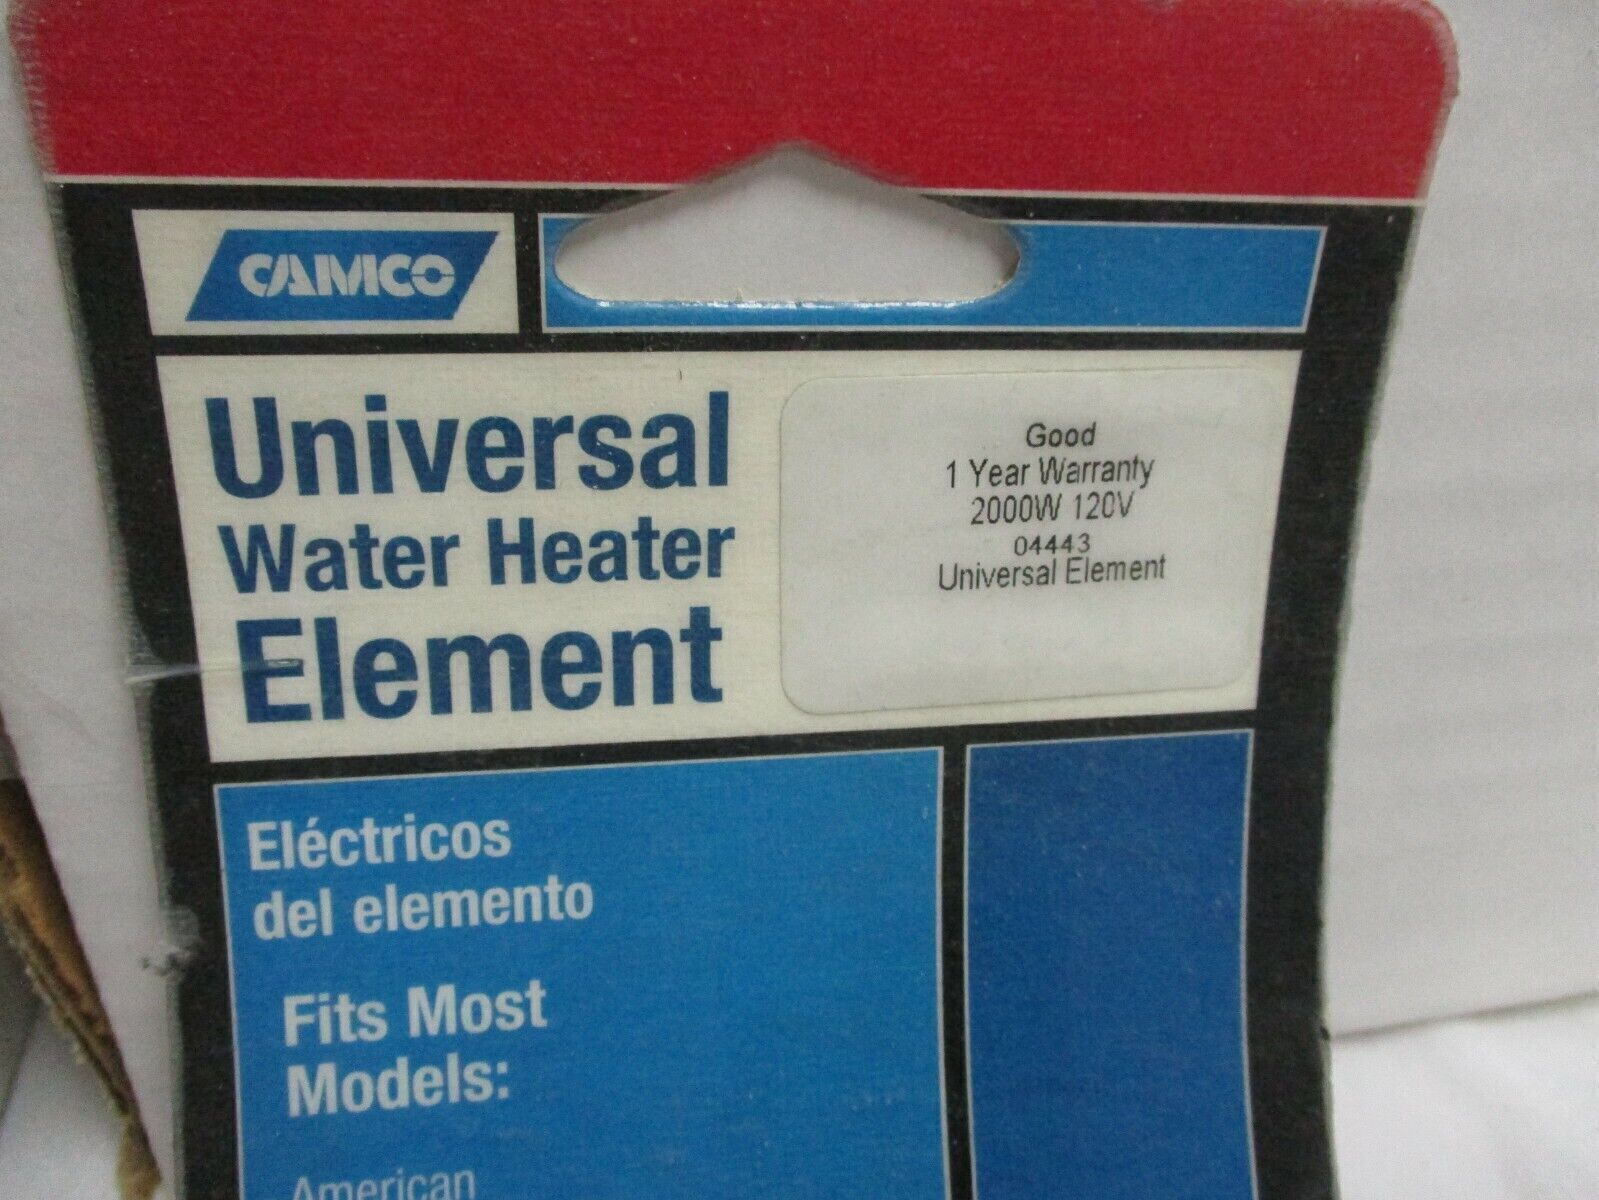 CAMCO
Universal
Water Heater
Element
Good
1 Year Warranty
2000W 120V
04443
Universal Element
Eléctricos
del elemento
Fits Most
Models:
American